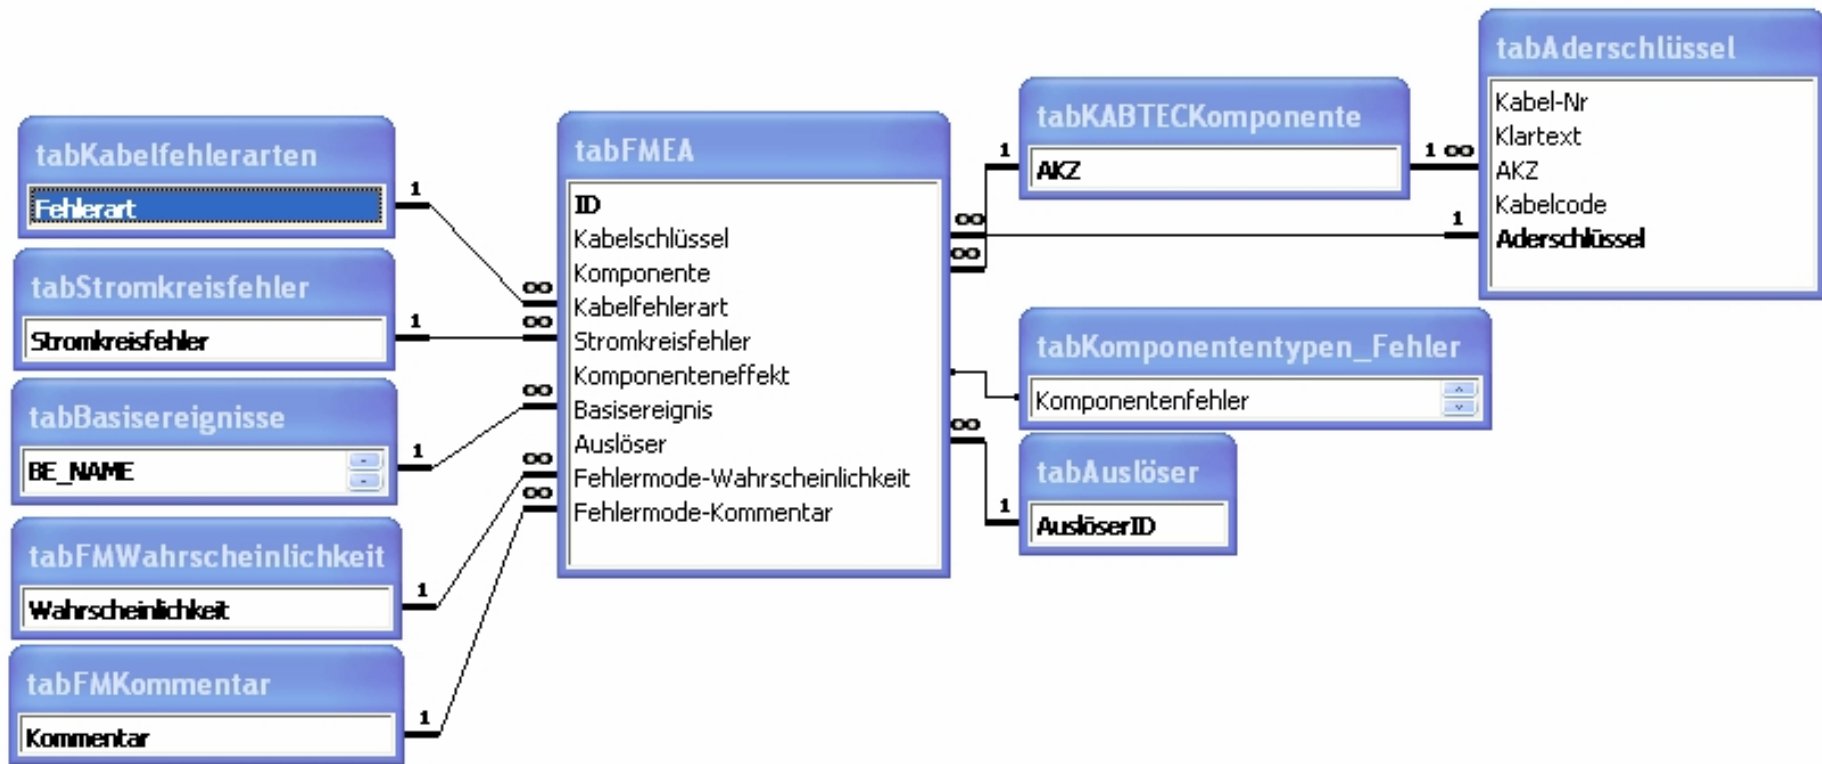 tabKabelfehlerarten
Fehlerart
1
tabStromkreisfehler
Stromkreisfehler
1
tabBasisereignisse
BE_NAME
1
tabFMWahrscheinlichkeit
Wahrscheinlichkeit
1
tabFMKommentar
Kommentar
1
tabFMEA
ID
Kabelschlüssel
Komponente
Kabelfehlerart
Stromkreisfehler
Komponenteneffekt
Basisereignis
Auslöser
Fehlermode-Wahrscheinlichkeit
Fehlermode-Kommentar
∞
∞
∞
∞
∞
∞
∞
∞
tabKABTECKomponente
AKZ
1
1 ∞
tabAderschlüssel
Kabel-Nr
Klartext
AKZ
Kabelcode
Aderschlüssel
1
tabKomponententypen_Fehler
Komponentenfehler
tabAuslöser
AuslöserID
1